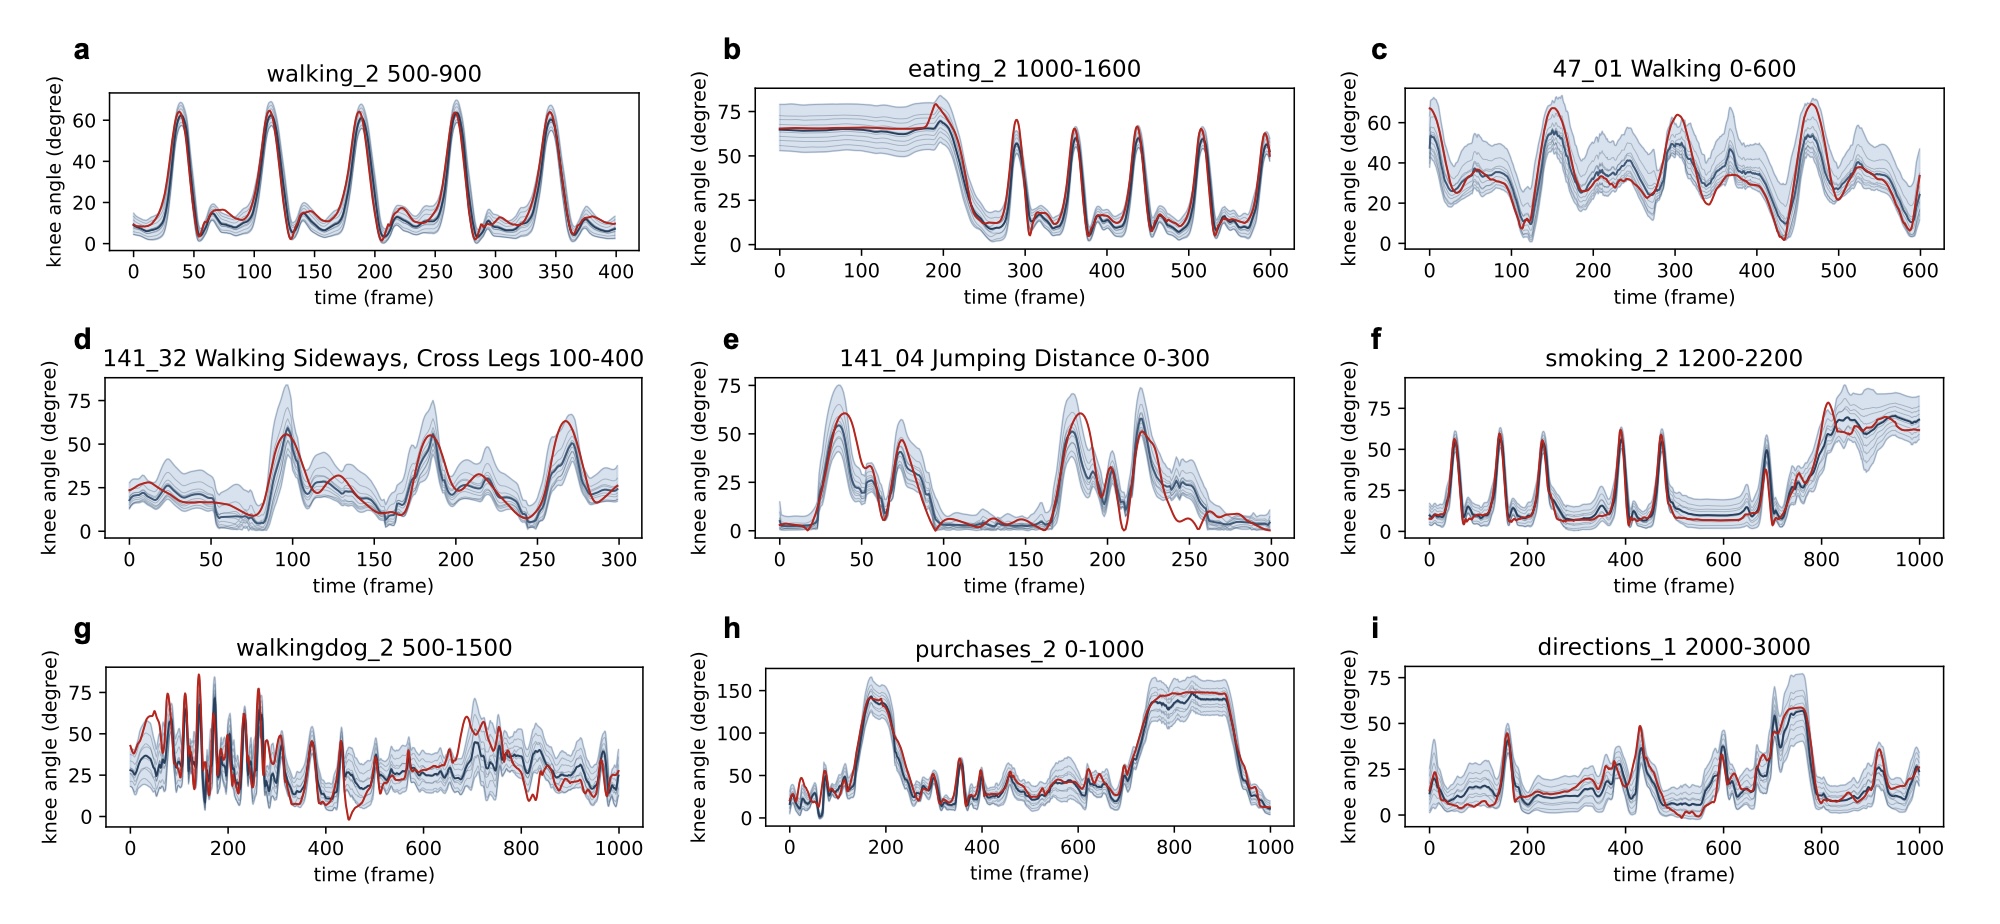 a
walking_2 500-900
knee angle (degree)
60
40
20
0
0 50 100 150 200 250 300 350 400
time (frame)
b
eating_2 1000-1600
knee angle (degree)
75
50
25
0
0 100 200 300 400 500 600
time (frame)
c
47_01 Walking 0-600
knee angle (degree)
60
40
20
0
0 100 200 300 400 500 600
time (frame)
d
141_32 Walking Sideways, Cross Legs 100-400
knee angle (degree)
75
50
25
0
0 50 100 150 200 250 300
time (frame)
e
141_04 Jumping Distance 0-300
knee angle (degree)
75
50
25
0
0 50 100 150 200 250 300
time (frame)
f
smoking_2 1200-2200
knee angle (degree)
75
50
25
0
0 200 400 600 800 1000
time (frame)
g
walkingdog_2 500-1500
knee angle (degree)
75
50
25
0
0 200 400 600 800 1000
time (frame)
h
purchases_2 0-1000
knee angle (degree)
150
100
50
0
0 200 400 600 800 1000
time (frame)
i
directions_1 2000-3000
knee angle (degree)
75
50
25
0
0 200 400 600 800 1000
time (frame)